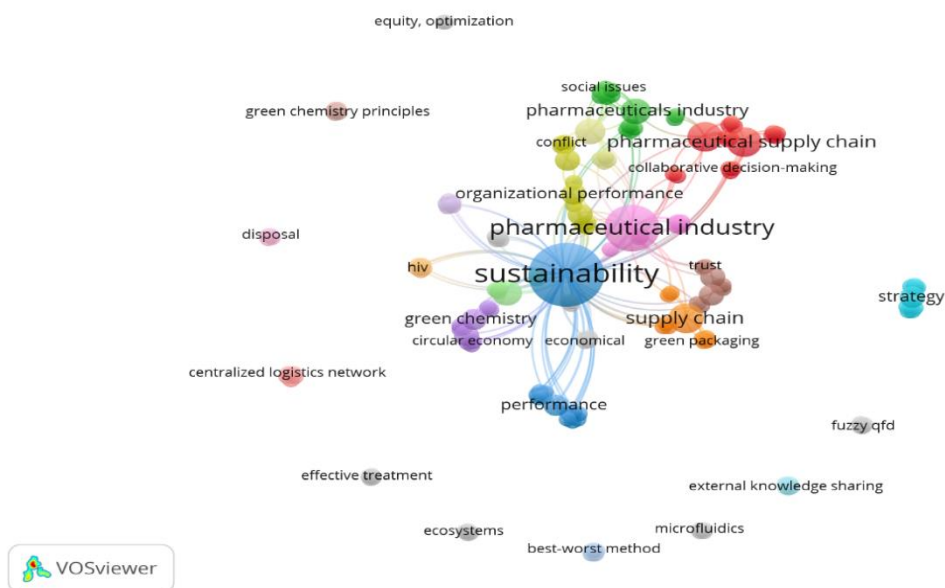 equity, optimization
social issues
green chemistry principles
pharmaceuticals industry
conflict
pharmaceutical supply chain
collaborative decision-making
organizational performance
pharmaceutical industry
disposal
hiv
sustainability
trust
strategy
green chemistry
supply chain
circular economy
economical
green packaging
centralized logistics network
performance
fuzzy qfd
effective treatment
external knowledge sharing
ecosystems
microfluidics
best-worst method
VOSviewer